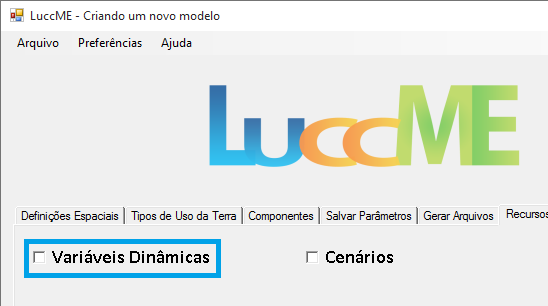 LuccME - Criando um novo modelo
Arquivo Preferências Ajuda
LuccME
Definições Espaciais Tipos de Uso da Terra Componentes Salvar Parâmetros Gerar Arquivos Recursos
Variáveis Dinâmicas Cenários